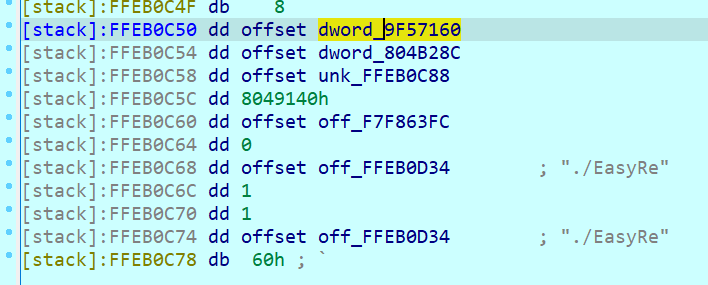 [stack]:FFEB0C4F db    8
[stack]:FFEB0C50 dd offset dword_9F57160
[stack]:FFEB0C54 dd offset dword_804B28C
[stack]:FFEB0C58 dd offset unk_FFEB0C88
[stack]:FFEB0C5C dd 8049140h
[stack]:FFEB0C60 dd offset off_F7F863FC
[stack]:FFEB0C64 dd 0
[stack]:FFEB0C68 dd offset off_FFEB0D34        ; "./EasyRe"
[stack]:FFEB0C6C dd 1
[stack]:FFEB0C70 dd 1
[stack]:FFEB0C74 dd offset off_FFEB0D34        ; "./EasyRe"
[stack]:FFEB0C78 db  60h ; `